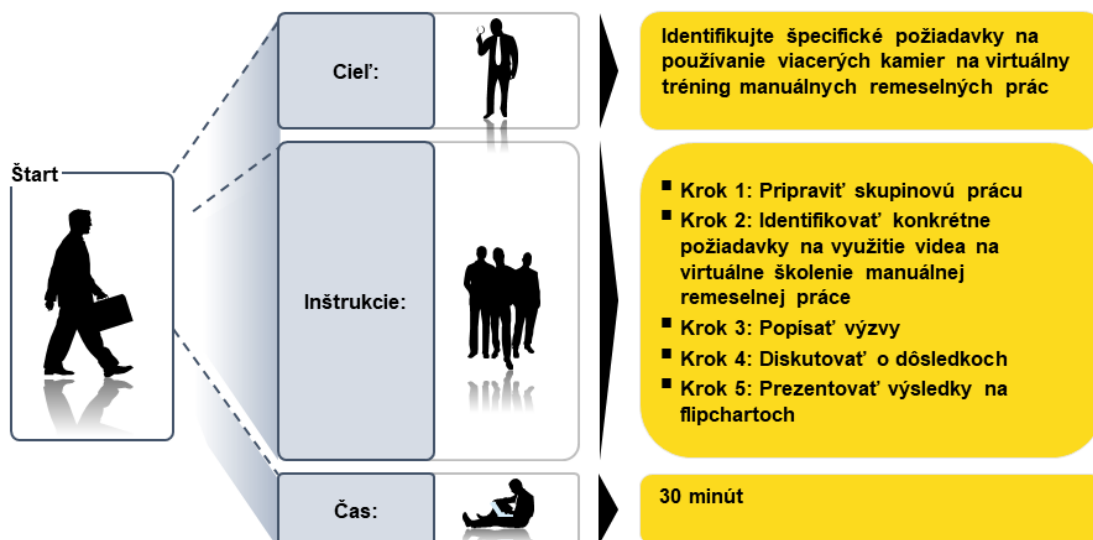 Štart
Cieľ:
Identifikujte špecifické požiadavky na
používanie viacerých kamier na virtuálny
tréning manuálnych remeselných prác
Inštrukcie:
▪ Krok 1: Pripraviť skupinovú prácu
▪ Krok 2: Identifikovať konkrétne
požiadavky na využitie videa na
virtuálne školenie manuálnej
remeselnej práce
▪ Krok 3: Popísať výzvy
▪ Krok 4: Diskutovať o dôsledkoch
▪ Krok 5: Prezentovať výsledky na
flipchartoch
Čas:
30 minút